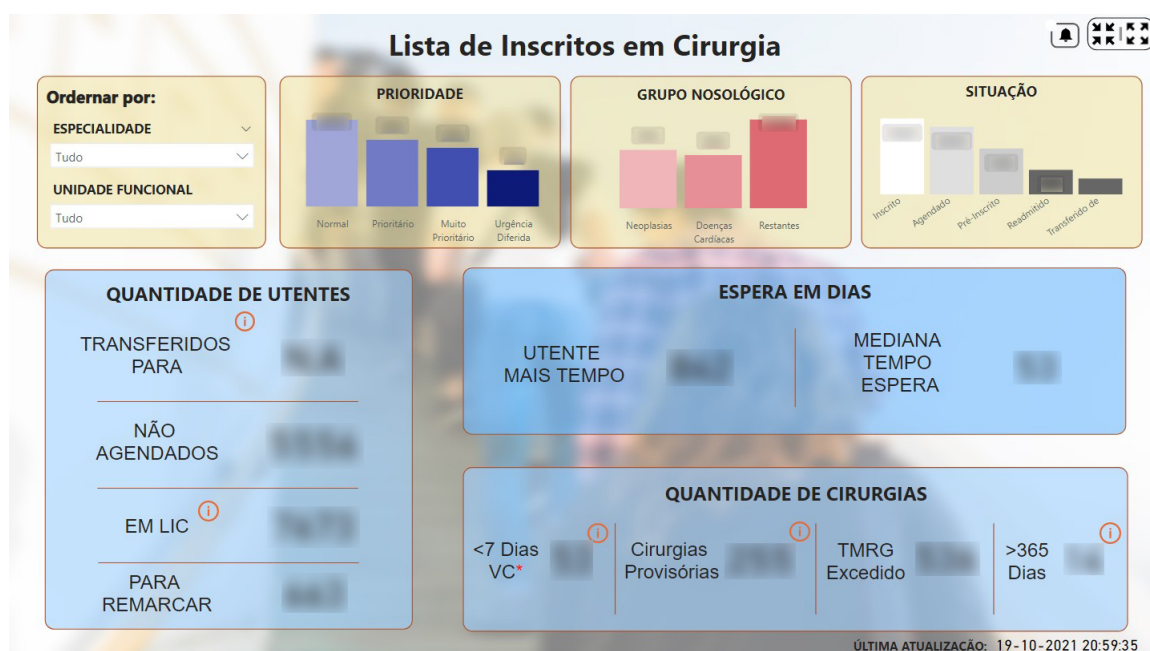 Lista de Inscritos em Cirurgia
Ordernar por:
ESPECIALIDADE
Tudo
UNIDADE FUNCIONAL
Tudo
PRIORIDADE
Normal
Prioritário
Muito
Prioritário
Urgência
Diferida
GRUPO NOSOLÓGICO
Neoplasias
Doenças
Cardíacas
Restantes
SITUAÇÃO
Inscrito
Agendado
Pré-Inscrito
Readmitido
Transferido de
QUANTIDADE DE UTENTES
TRANSFERIDOS
PARA
NÃO
AGENDADOS
EM LIC
PARA
REMARCAR
ESPERA EM DIAS
UTENTE
MAIS TEMPO
MEDIANA
TEMPO
ESPERA
QUANTIDADE DE CIRURGIAS
<7 Dias
VC*
Cirurgias
Provisórias
TMRG
Excedido
>365
Dias
ÚLTIMA ATUALIZAÇÃO: 19-10-2021 20:59:35